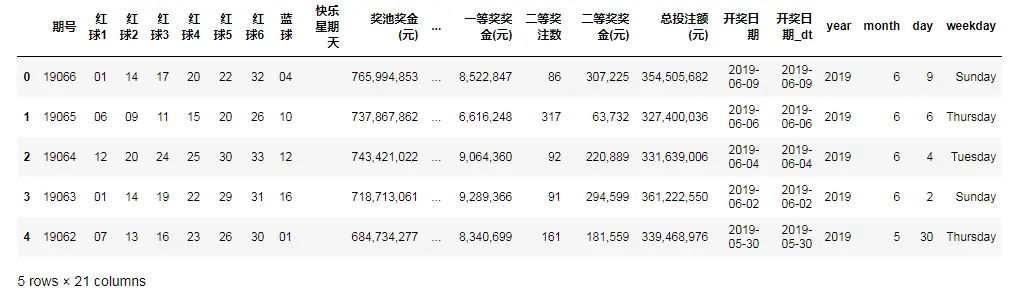 期号 红球1 红球2 红球3 红球4 红球5 红球6 蓝球 快乐星期天 奖池奖金(元) ... 一等奖奖金(元) 二等奖注数 二等奖奖金(元) 总投注额(元) 开奖日期 开奖日期_dt year month day weekday
0 19066 01 14 17 20 22 32 04 765,994,853 ... 8,522,847 86 307,225 354,505,682 2019-06-09 2019-06-09 2019 6 9 Sunday
1 19065 06 09 11 15 20 26 10 737,867,862 ... 6,616,248 317 63,732 327,400,036 2019-06-06 2019-06-06 2019 6 6 Thursday
2 19064 12 20 24 25 30 33 12 743,421,022 ... 9,064,360 92 220,889 331,639,006 2019-06-04 2019-06-04 2019 6 4 Tuesday
3 19063 01 14 19 22 29 31 16 718,713,061 ... 9,289,366 91 294,599 361,222,550 2019-06-02 2019-06-02 2019 6 2 Sunday
4 19062 07 13 16 23 26 30 01 684,734,277 ... 8,340,699 161 181,559 339,468,976 2019-05-30 2019-05-30 2019 5 30 Thursday
5 rows × 21 columns